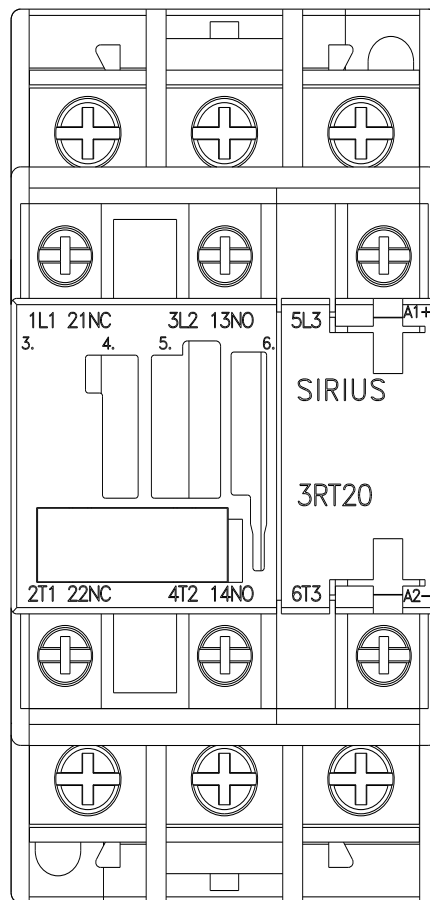 1L1 21NC 3L2 13NO 5L3 A1+
3. 4. 5. 6.
SIRIUS
3RT20
2T1 22NC 4T2 14NO 6T3 A2-